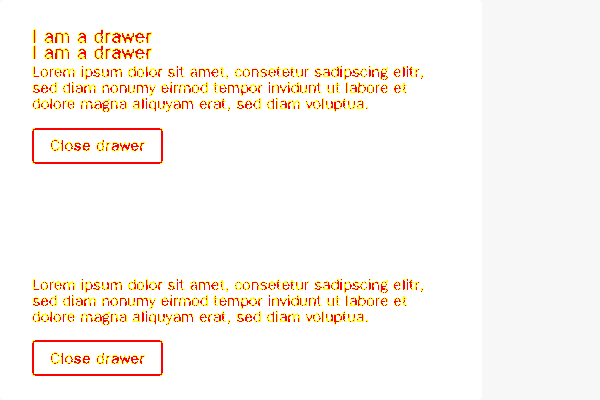 I am a drawer
I am a drawer
Lorem ipsum dolor sit amet, consetetur sadipscing elitr,
sed diam nonumy eirmod tempor invidunt ut labore et
dolore magna aliquyam erat, sed diam voluptua.
Close drawer
Lorem ipsum dolor sit amet, consetetur sadipscing elitr,
sed diam nonumy eirmod tempor invidunt ut labore et
dolore magna aliquyam erat, sed diam voluptua.
Close drawer